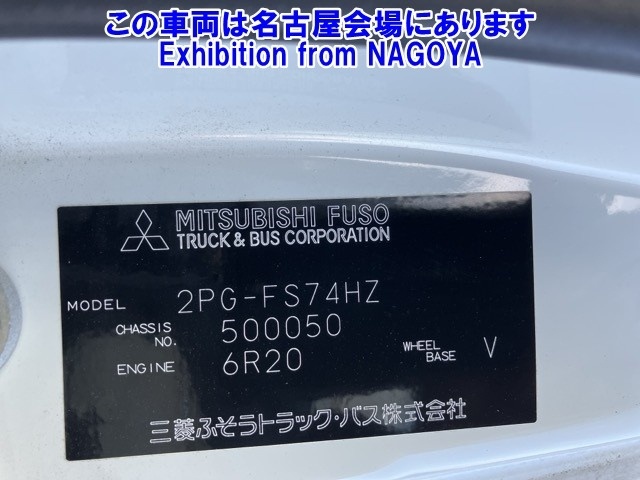 この車両は名古屋会場にあります
Exhibition from NAGOYA
MITSUBISHI FUSO
TRUCK & BUS CORPORATION
MODEL 2PG-FS74HZ
CHASSIS NO. 500050
ENGINE 6R20 WHEEL BASE V
三菱ふそうトラック・バス株式会社